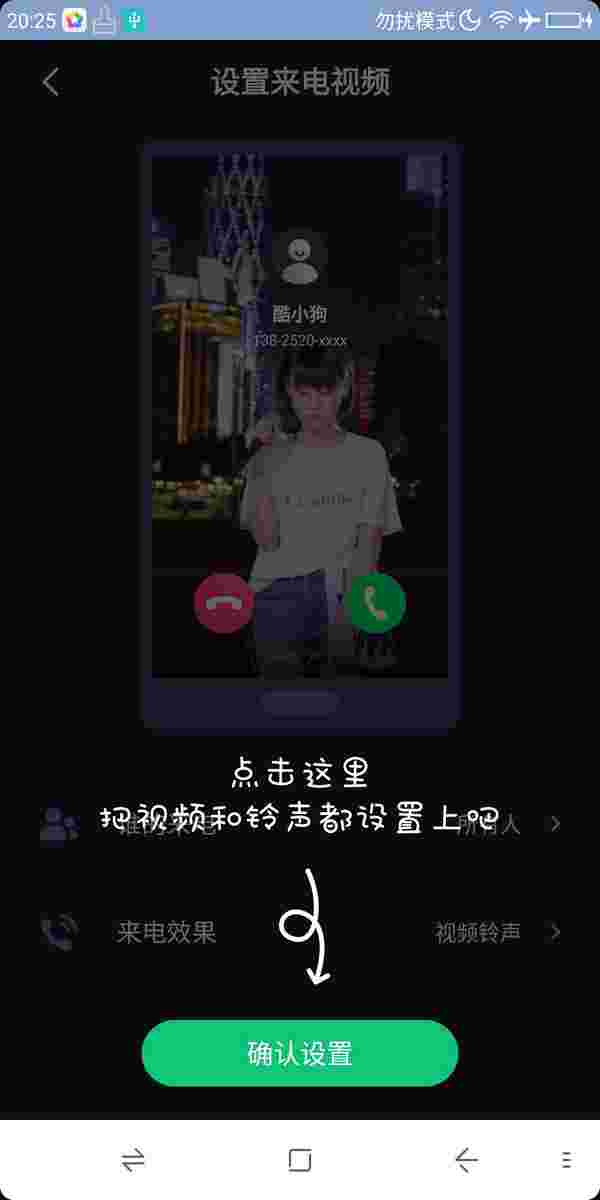 20:25
勿扰模式
设置来电视频
酷小狗
138-2520-xxxx
点击这里
把视频和铃声都设置上吧
谁的来电
所有人
来电效果
视频铃声
确认设置